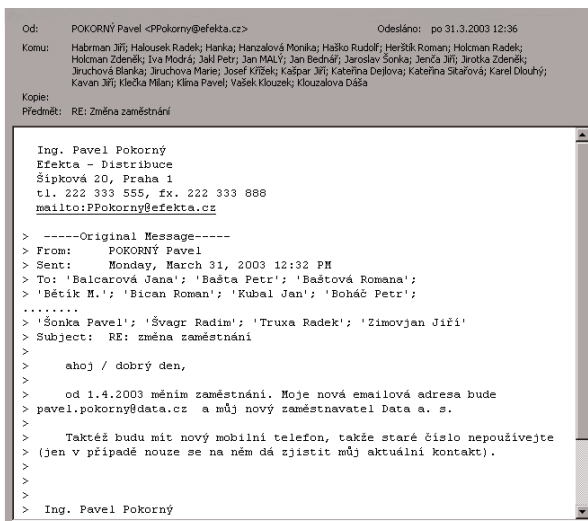 Od: POKORNÝ Pavel <PPokorny@efekta.cz> Odesláno: po 31.3.2003 12:36
Komu: Habrman Jiří; Halousek Radek; Hanka; Hanzalová Monika; Haško Rudolf; Herštík Roman; Holcman Radek;
Holcman Zdeněk; Iva Modrá; Jakl Petr; Jan MALÝ; Jan Bednář; Jaroslav Šonka; Jenča Jiří; Jirotka Zdeněk;
Jiruchová Blanka; Jiruchova Marie; Josef Křížek; Kašpar Jiří; Kateřina Dejlova; Kateřina Sitařová; Karel Dlouhý;
Kavan Jiří; Klečka Milan; Klíma Pavel; Vašek Klouzek; Klouzalova Dáša
Kopie:
Předmět: RE: Změna zaměstnání
Ing. Pavel Pokorný
Efekta - Distribuce
Šípková 20, Praha 1
tl. 222 333 555, fx. 222 333 888
mailto:PPokorny@efekta.cz
> -----Original Message-----
> From: POKORNÝ Pavel
> Sent: Monday, March 31, 2003 12:32 PM
> To: 'Balcarová Jana'; 'Bašta Petr'; 'Baštová Romana';
> 'Bětík M.'; 'Bican Roman'; 'Kubal Jan'; 'Boháč Petr';
........
> 'Šonka Pavel'; 'Švagr Radim'; 'Truxa Radek'; 'Zimovjan Jiří'
> Subject: RE: změna zaměstnání
>
> ahoj / dobrý den,
>
> od 1.4.2003 měním zaměstnání. Moje nová emailová adresa bude
> pavel.pokorny@data.cz a můj nový zaměstnavatel Data a. s.
>
> Taktéž budu mít nový mobilní telefon, takže staré číslo nepoužívejte
> (jen v případě nouze se na něm dá zjistit můj aktuální kontakt).
>
>
>
> Ing. Pavel Pokorný